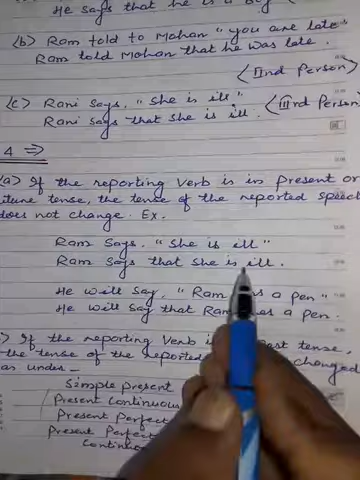 He says that he is a boy
(b) Ram told to Mohan "you are late"
Ram told Mohan that he was late.
(IInd Person)
(c) Rani says, "She is ill". (IIIrd Person)
Rani says that she is ill.
4 ⇒
(a) If the reporting verb is in present or
future tense, the tense of the reported speech
does not change. Ex.
Ram says, "She is ill"
Ram says that she is ill.
He will say, "Ram has a pen"
He will say that Ram has a pen.
) If the reporting verb is past tense,
the tense of the reported changed
as under -
Simple present
Present Continuous
Present Perfect
Present Perfect
Continuous